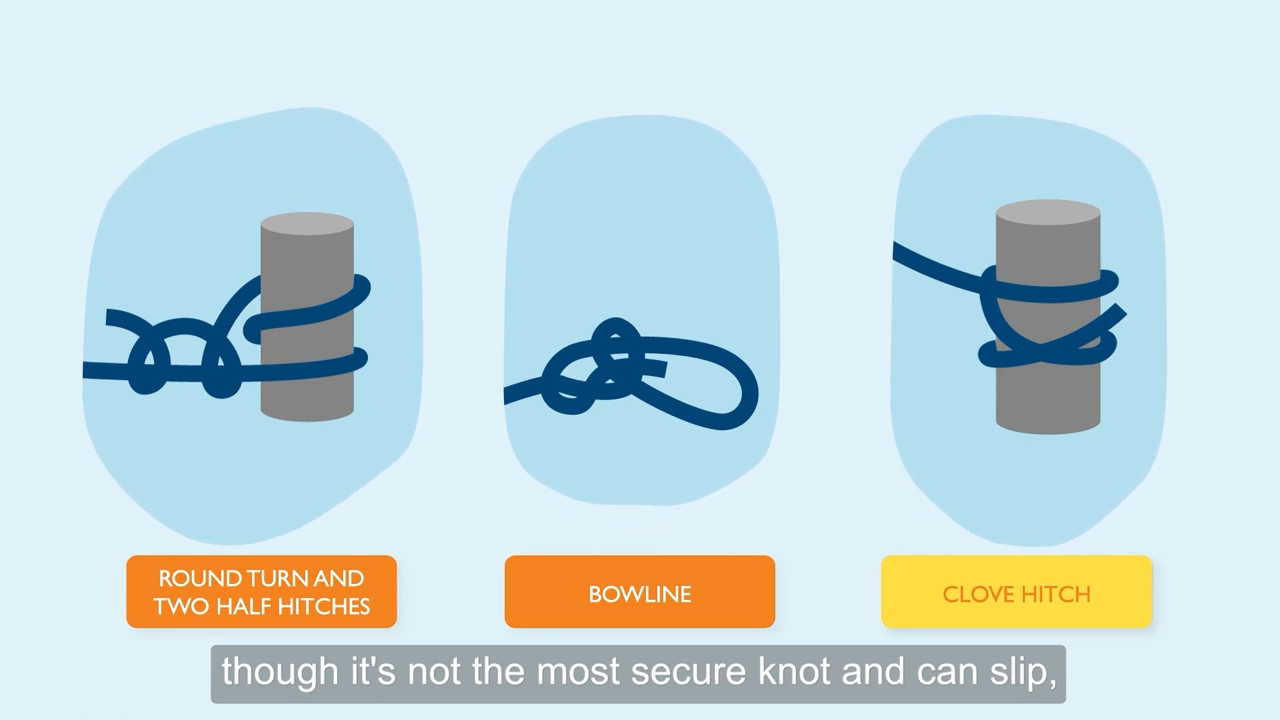 ROUND TURN AND
TWO HALF HITCHES
BOWLINE
CLOVE HITCH
though it's not the most secure knot and can slip,